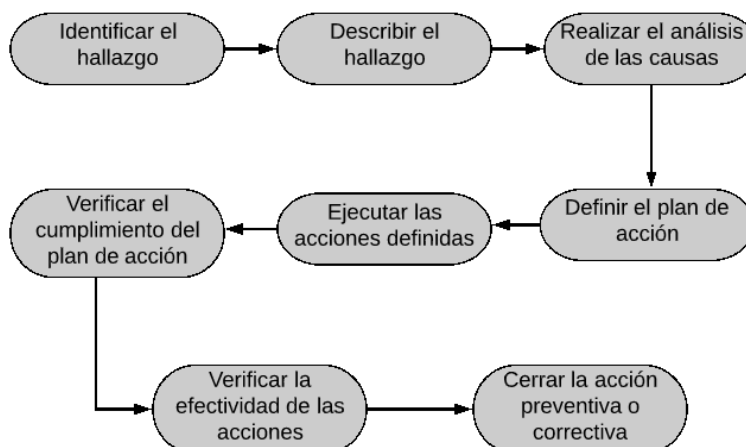 Identificar el
hallazgo
Describir el
hallazgo
Realizar el análisis
de las causas
Definir el plan de
acción
Ejecutar las
acciones definidas
Verificar el
cumplimiento del
plan de acción
Verificar la
efectividad de las
acciones
Cerrar la acción
preventiva o
correctiva